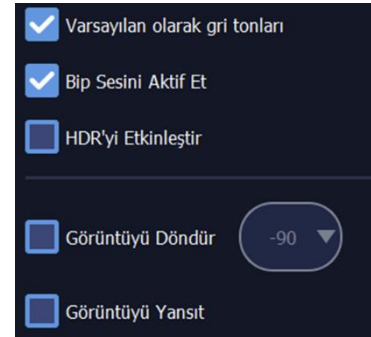 Varsayılan olarak gri tonları
Bip Sesini Aktif Et
HDR'yi Etkinleştir
Görüntüyü Döndür -90
Görüntüyü Yansıt